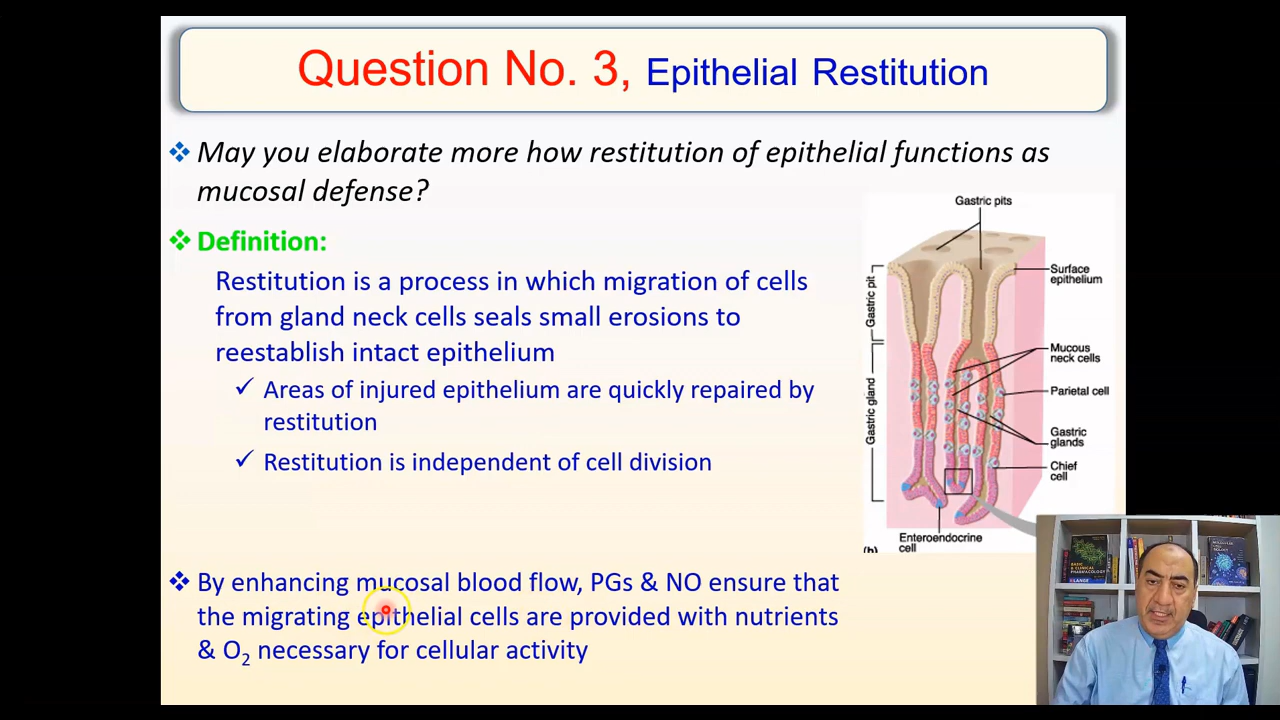 Question No. 3, Epithelial Restitution
❖ May you elaborate more how restitution of epithelial functions as
mucosal defense?
❖ Definition:
Restitution is a process in which migration of cells
from gland neck cells seals small erosions to
reestablish intact epithelium
✓ Areas of injured epithelium are quickly repaired by
restitution
✓ Restitution is independent of cell division
❖ By enhancing mucosal blood flow, PGs & NO ensure that
the migrating epithelial cells are provided with nutrients
& O₂ necessary for cellular activity
Gastric pits
Surface
epithelium
Mucous
neck cells
Parietal cell
Gastric
glands
Chief
cell
Enteroendocrine
cell
(b)
Gastric pit
Gastric gland
BASIC
& CLINICAL
PHARMACOLOGY
LANGE